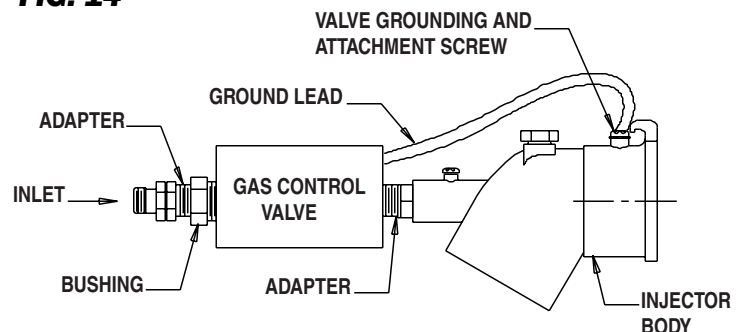 FIG. 14
VALVE GROUNDING AND
ATTACHMENT SCREW
GROUND LEAD
ADAPTER
INLET
GAS CONTROL
VALVE
BUSHING
ADAPTER
INJECTOR
BODY